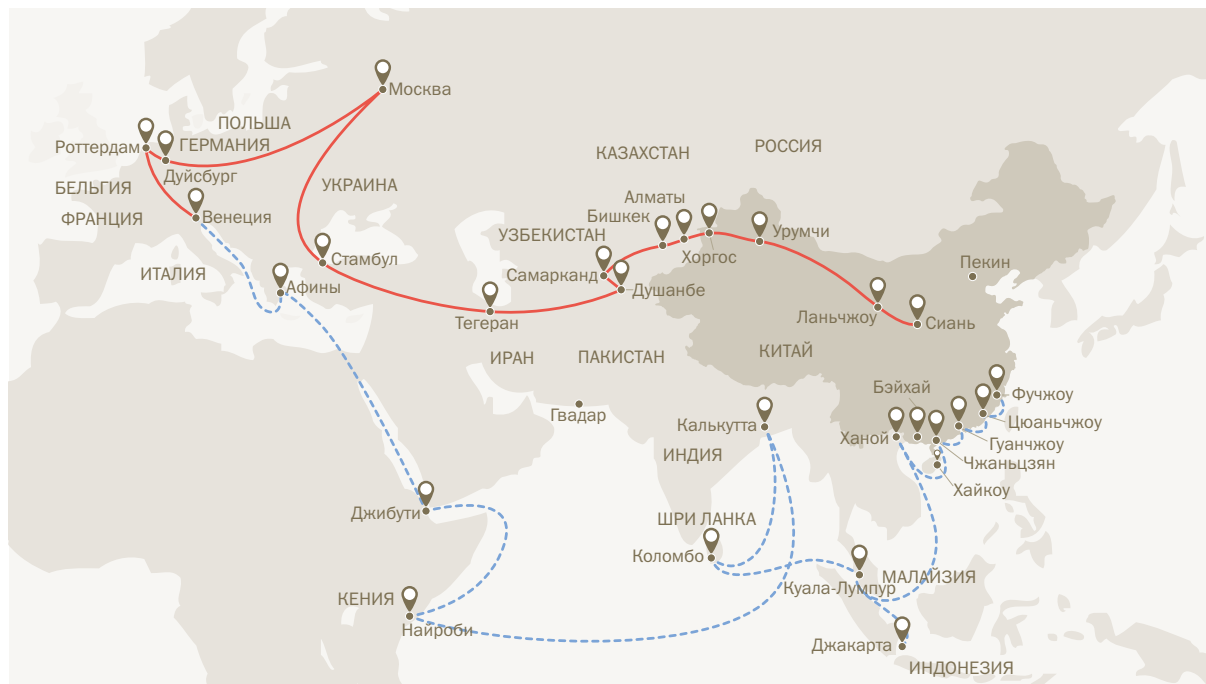 Москва
ПОЛЬША
Роттердам
ГЕРМАНИЯ
КАЗАХСТАН
РОССИЯ
Дуйсбург
БЕЛЬГИЯ
УКРАИНА
Алматы
ФРАНЦИЯ
Венеция
Бишкек
УЗБЕКИСТАН
Урумчи
Хоргос
Стамбул
Пекин
ИТАЛИЯ
Самарканд
Афины
Душанбе
Ланьчжоу
Сиань
Тегеран
ИРАН
ПАКИСТАН
КИТАЙ
Бэйхай
Фучжоу
Гвадар
Калькутта
Цюаньчжоу
Ханой
Гуанчжоу
ИНДИЯ
Чжаньцзян
Хайкоу
Джибути
ШРИ ЛАНКА
Коломбо
МАЛАЙЗИЯ
Куала-Лумпур
КЕНИЯ
Найроби
Джакарта
ИНДОНЕЗИЯ